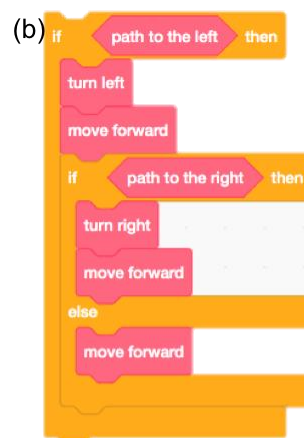 (b) if path to the left then
turn left
move forward
if path to the right then
turn right
move forward
else
move forward